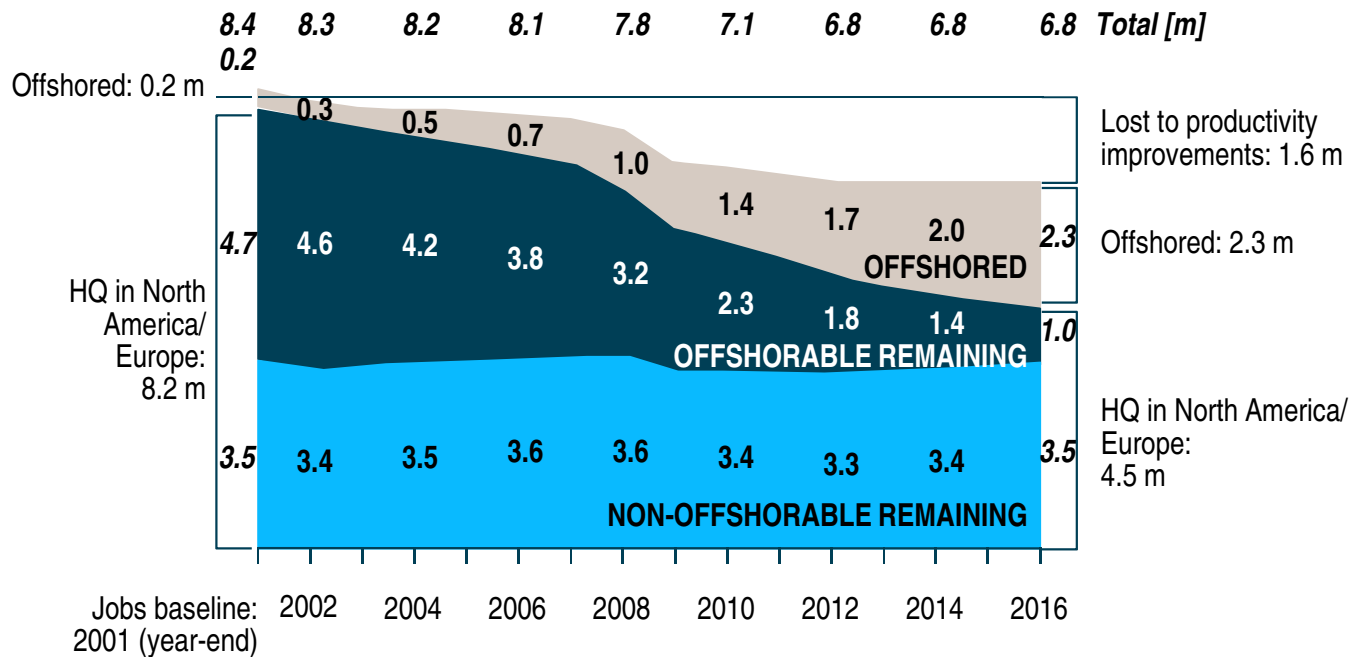 8.4 8.3 8.2 8.1 7.8 7.1 6.8 6.8 6.8 Total [m]
0.2
Offshored: 0.2 m
0.3 0.5 0.7 1.0 1.4 1.7 2.0 2.3
OFFSHORED
Lost to productivity
improvements: 1.6 m
Offshored: 2.3 m
4.7 4.6 4.2 3.8 3.2 2.3 1.8 1.4 1.0
OFFSHORABLE REMAINING
HQ in North
America/
Europe:
8.2 m
3.5 3.4 3.5 3.6 3.6 3.4 3.3 3.4 3.5
NON-OFFSHORABLE REMAINING
HQ in North America/
Europe:
4.5 m
Jobs baseline:
2001 (year-end)
2002 2004 2006 2008 2010 2012 2014 2016